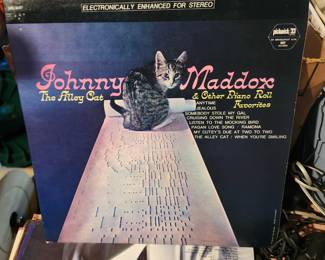 ELECTRONICALLY ENHANCED FOR STEREO
pickwick/33
Johnny Maddox
The Alley Cat & Other Piano Roll
Favorites
ANYTIME
JEALOUS
SOMEBODY STOLE MY GAL
CRUISING DOWN THE RIVER
LISTEN TO THE MOCKING BIRD
PAGAN LOVE SONG / RAMONA
MY CUTEY'S DUE AT TWO TO TWO
THE ALLEY CAT / WHEN YOU'RE SMILING